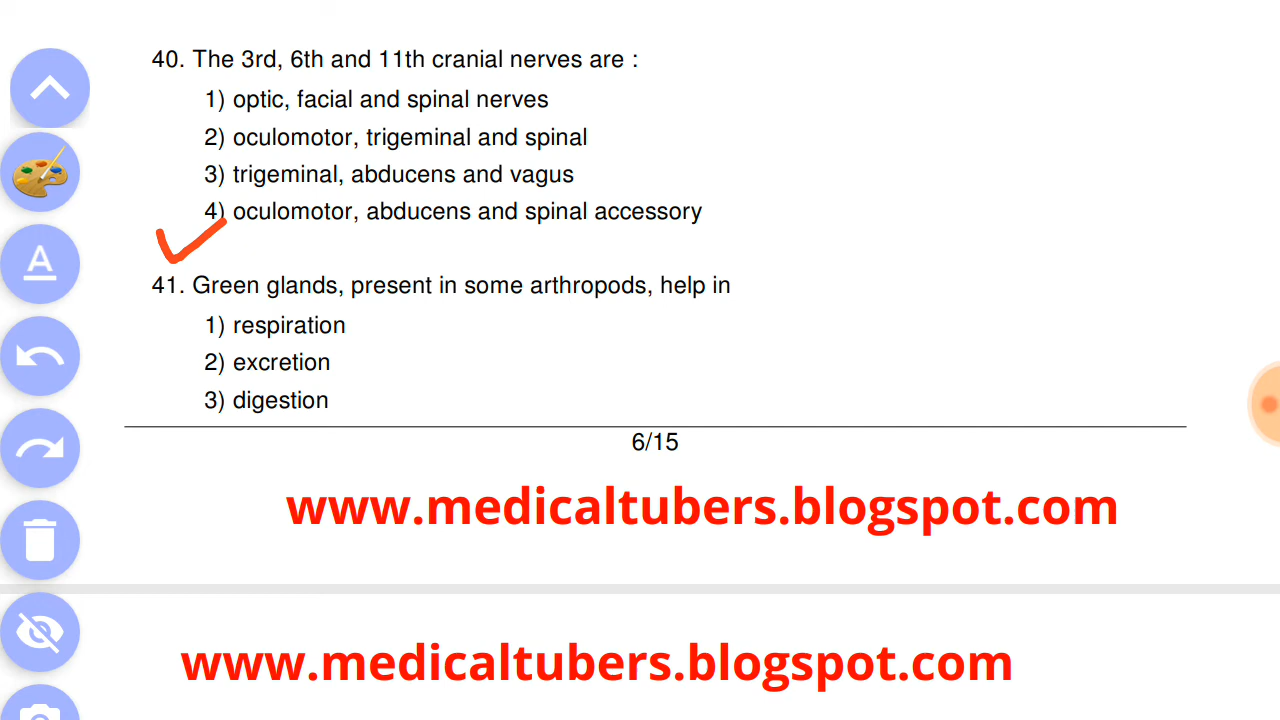 40. The 3rd, 6th and 11th cranial nerves are :
1) optic, facial and spinal nerves
2) oculomotor, trigeminal and spinal
3) trigeminal, abducens and vagus
4) oculomotor, abducens and spinal accessory
41. Green glands, present in some arthropods, help in
1) respiration
2) excretion
3) digestion
6/15
www.medicaltubers.blogspot.com
www.medicaltubers.blogspot.com